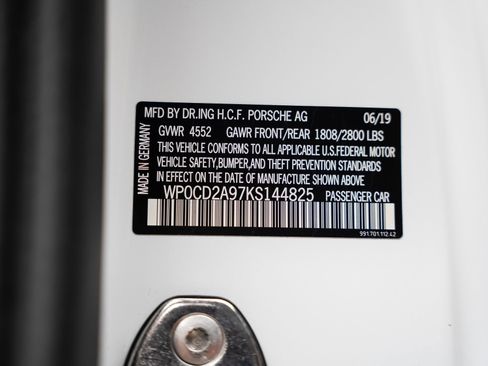 MFD BY DR.ING H.C.F. PORSCHE AG 06/19
GVWR 4552 GAWR FRONT/REAR 1808/2800 LBS
THIS VEHICLE CONFORMS TO ALL APPLICABLE U.S.FEDERAL MOTOR
VEHICLE SAFETY,BUMPER,AND THEFT PREVENTION STANDARDS
IN EFFECT ON THE DATE OF MANUFACTURE SHOWN ABOVE.
WP0CD2A97KS144825 PASSENGER CAR
MADE IN GERMANY
991.701.112.42